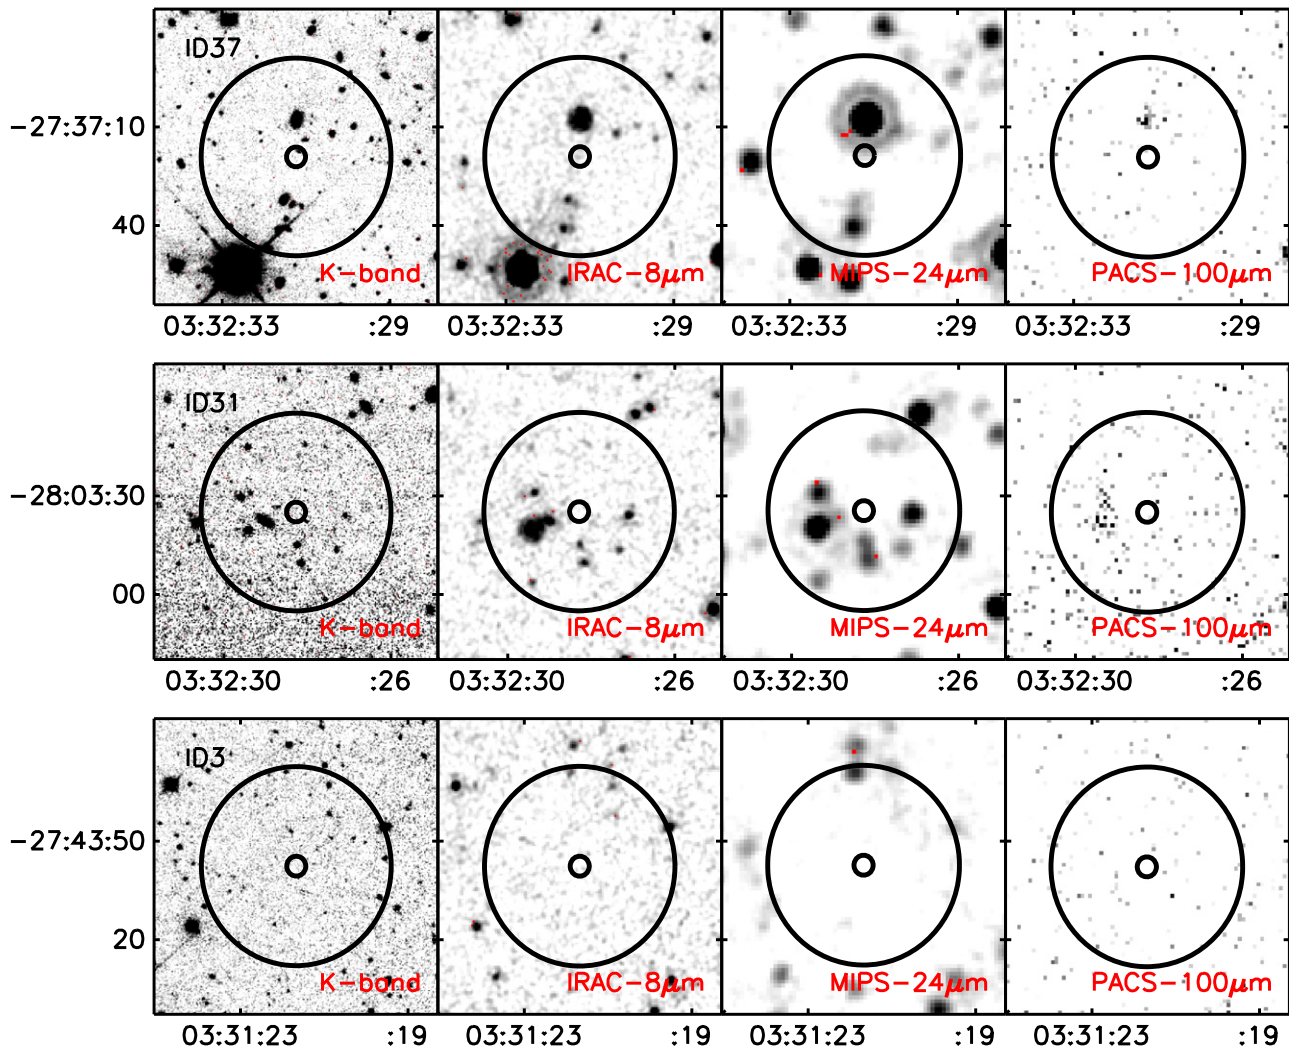 ID37
-27:37:10
40
K-band
IRAC-8μm
MIPS-24μm
PACS-100μm
03:32:33 :29 03:32:33 :29 03:32:33 :29 03:32:33 :29
ID31
-28:03:30
00
K-band
IRAC-8μm
MIPS-24μm
PACS-100μm
03:32:30 :26 03:32:30 :26 03:32:30 :26 03:32:30 :26
ID3
-27:43:50
20
K-band
IRAC-8μm
MIPS-24μm
PACS-100μm
03:31:23 :19 03:31:23 :19 03:31:23 :19 03:31:23 :19